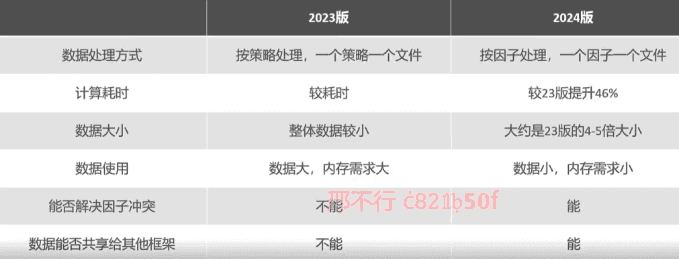 2023版 2024版
数据处理方式 按策略处理，一个策略一个文件 按因子处理，一个因子一个文件
计算耗时 较耗时 较23版提升46%
数据大小 整体数据较小 大约是23版的4-5倍大小
数据使用 数据大，内存需求大 数据小，内存需求小
能否解决因子冲突 不能 能
数据能否共享给其他框架 不能 能